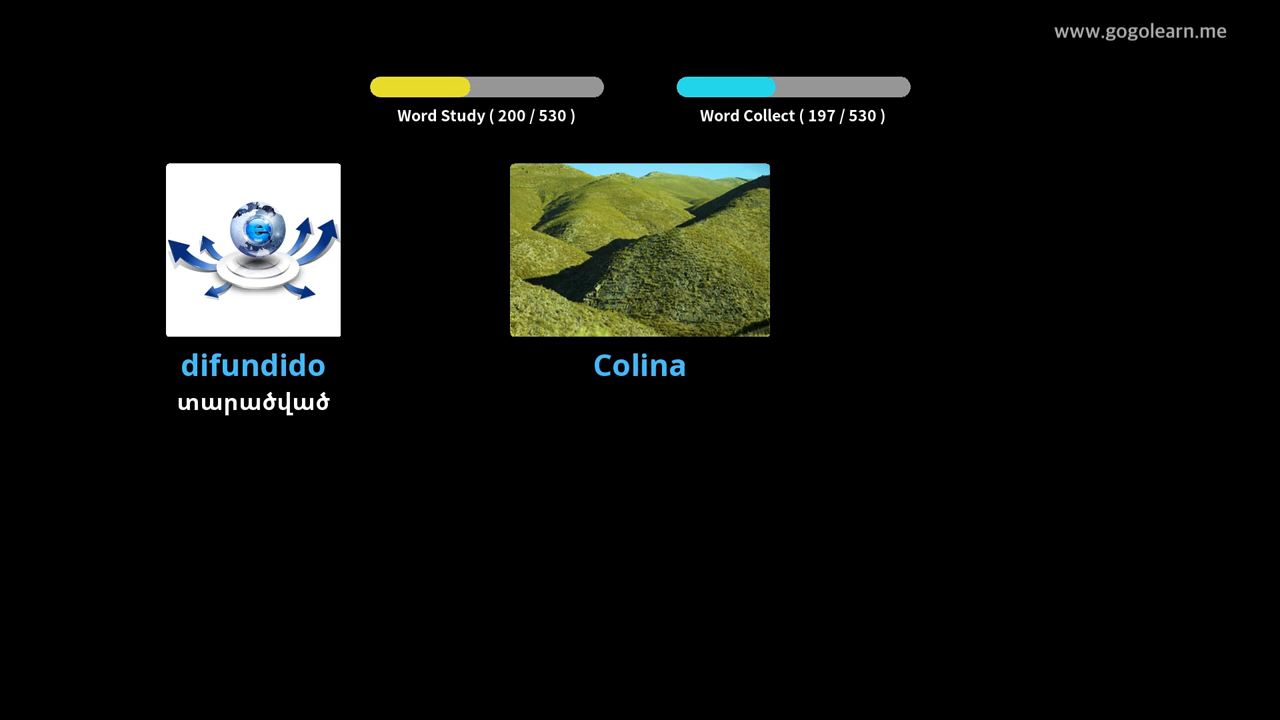 www.gogolearn.me
Word Study ( 200 / 530 )
Word Collect ( 197 / 530 )
e
difundido
Colina
տարածված